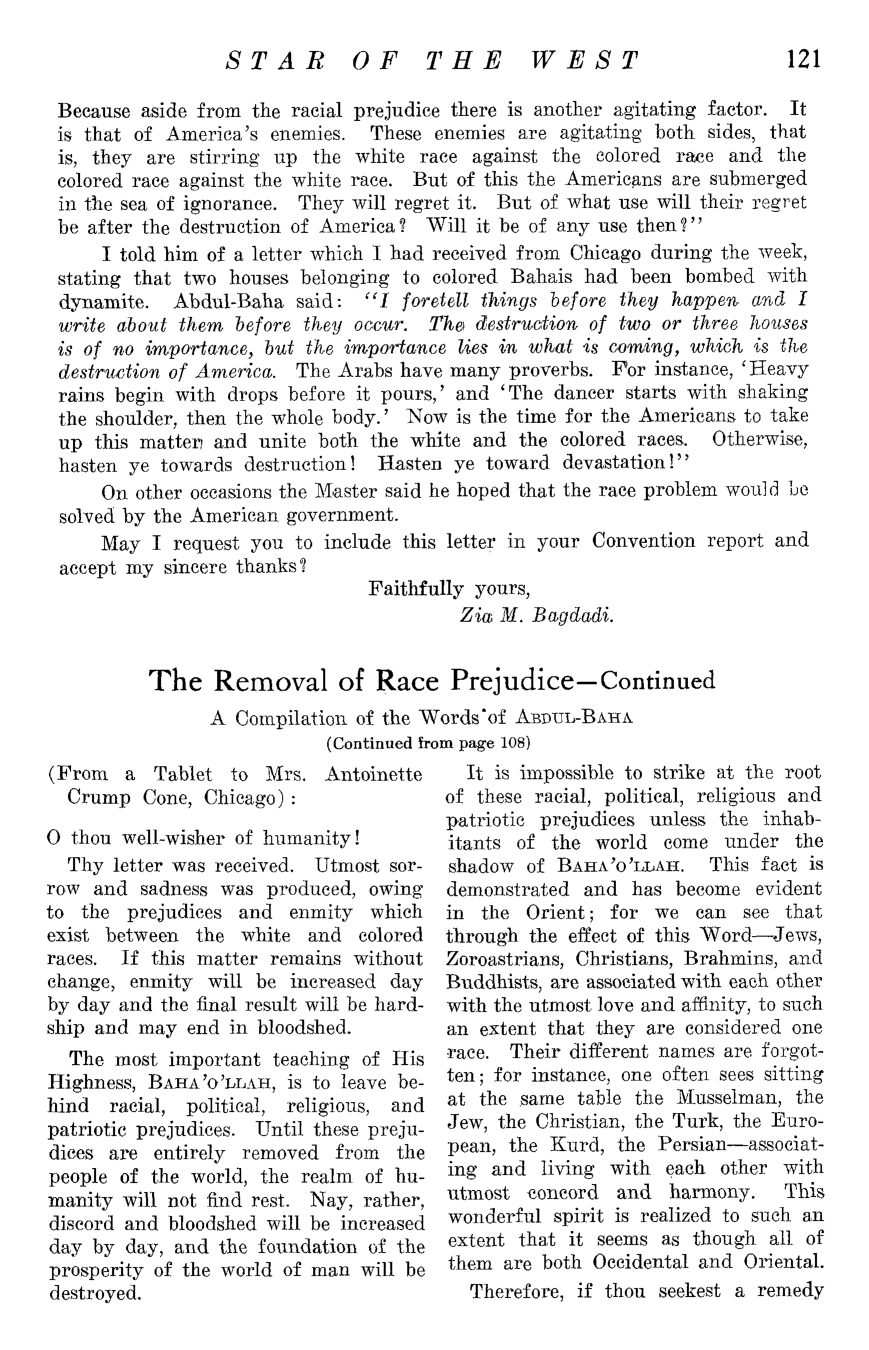 STAR OF THE WEST 121
Because aside from the racial prejudice there is another agitating factor. It
is that of America's enemies. These enemies are agitating both sides, that
is, they are stirring up the white race against the colored race and the
colored race against the white race. But of this the Americans are submerged
in the sea of ignorance. They will regret it. But of what use will their regret
be after the destruction of America? Will it be of any use then?''
I told him of a letter which I had received from Chicago during the week,
stating that two houses belonging to colored Bahais had been bombed with
dynamite. Abdul-Baha said: ``I foretell things before they happen and I
write about them before they occur. The destruction of two or three houses
is of no importance, but the importance lies in what is coming, which is the
destruction of America. The Arabs have many proverbs. For instance, `Heavy
rains begin with drops before it pours,' and `The dancer starts with shaking
the shoulder, then the whole body.' Now is the time for the Americans to take
up this matter and unite both the white and the colored races. Otherwise,
hasten ye towards destruction! Hasten ye toward devastation!''
On other occasions the Master said he hoped that the race problem would be
solved by the American government.
May I request you to include this letter in your Convention report and
accept my sincere thanks?
Faithfully yours,
Zia M. Bagdadi.
The Removal of Race Prejudice—Continued
A Compilation of the Words of ABDUL-BAHA
(Continued from page 108)
(From a Tablet to Mrs. Antoinette
Crump Cone, Chicago) :
O thou well-wisher of humanity!
Thy letter was received. Utmost sor-
row and sadness was produced, owing
to the prejudices and enmity which
exist between the white and colored
races. If this matter remains without
change, enmity will be increased day
by day and the final result will be hard-
ship and may end in bloodshed.
The most important teaching of His
Highness, BAHA'O'LLAH, is to leave be-
hind racial, political, religious, and
patriotic prejudices. Until these preju-
dices are entirely removed from the
people of the world, the realm of hu-
manity will not find rest. Nay, rather,
discord and bloodshed will be increased
day by day, and the foundation of the
prosperity of the world of man will be
destroyed.
It is impossible to strike at the root
of these racial, political, religious and
patriotic prejudices unless the inhab-
itants of the world come under the
shadow of BAHA'O'LLAH. This fact is
demonstrated and has become evident
in the Orient; for we can see that
through the effect of this Word—Jews,
Zoroastrians, Christians, Brahmins, and
Buddhists, are associated with each other
with the utmost love and affinity, to such
an extent that they are considered one
race. Their different names are forgot-
ten; for instance, one often sees sitting
at the same table the Musselman, the
Jew, the Christian, the Turk, the Euro-
pean, the Kurd, the Persian—associat-
ing and living with each other with
utmost concord and harmony. This
wonderful spirit is realized to such an
extent that it seems as though all of
them are both Occidental and Oriental.
Therefore, if thou seekest a remedy